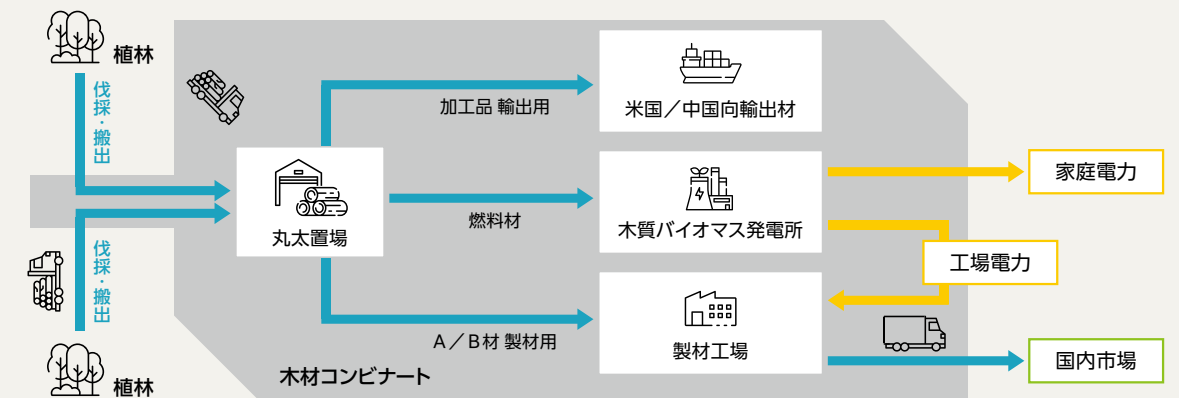 植林
伐採・搬出
伐採・搬出
植林
丸太置場
加工品 輸出用
燃料材
A／B材 製材用
木材コンビナート
米国／中国向輸出材
木質バイオマス発電所
製材工場
家庭電力
工場電力
国内市場